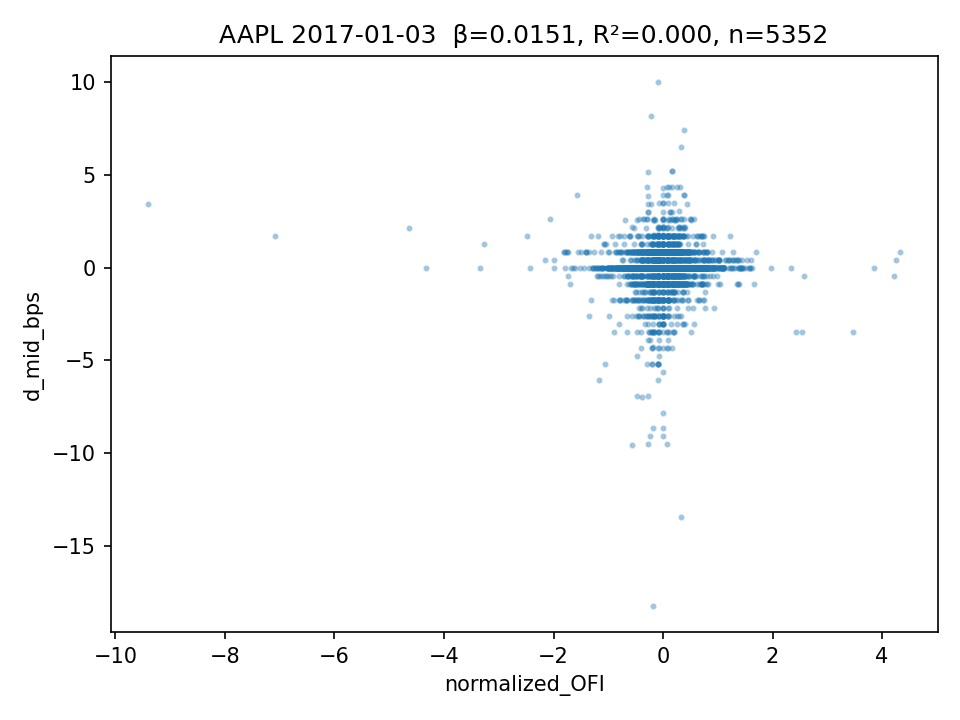 AAPL 2017-01-03  β=0.0151, R²=0.000, n=5352
10
5
0
−5
−10
−15
d_mid_bps
−10 −8 −6 −4 −2 0 2 4
normalized_OFI